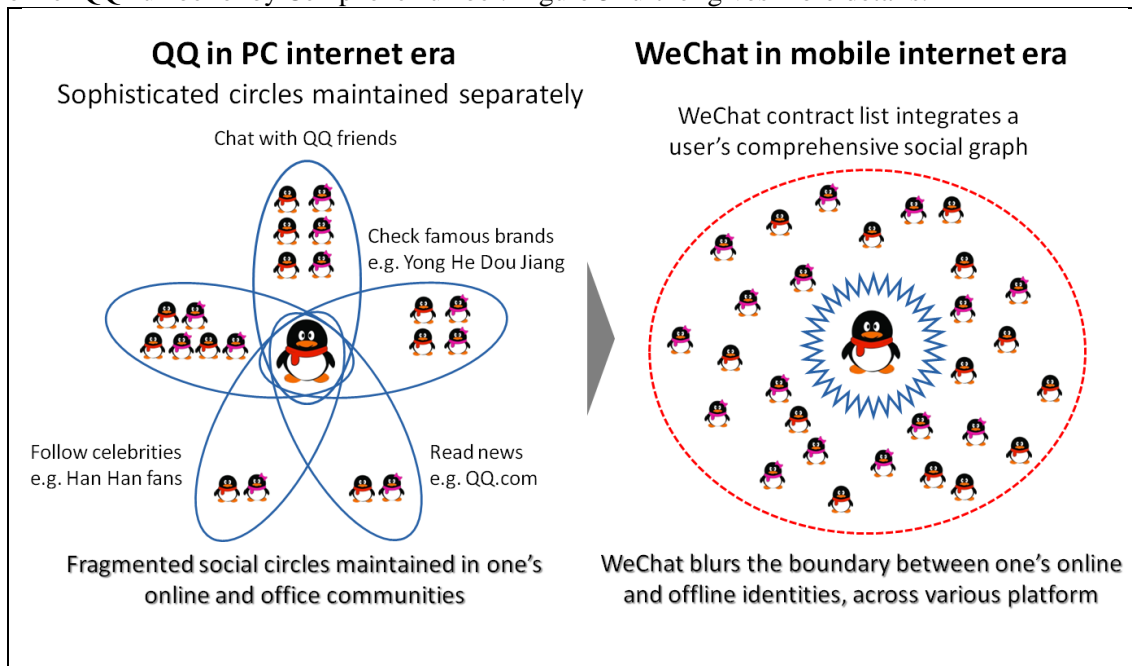 QQ in PC internet era
Sophisticated circles maintained separately
Chat with QQ friends
Check famous brands
e.g. Yong He Dou Jiang
Follow celebrities
e.g. Han Han fans
Read news
e.g. QQ.com
Fragmented social circles maintained in one's
online and office communities
WeChat in mobile internet era
WeChat contract list integrates a
user's comprehensive social graph
WeChat blurs the boundary between one's online
and offline identities, across various platform